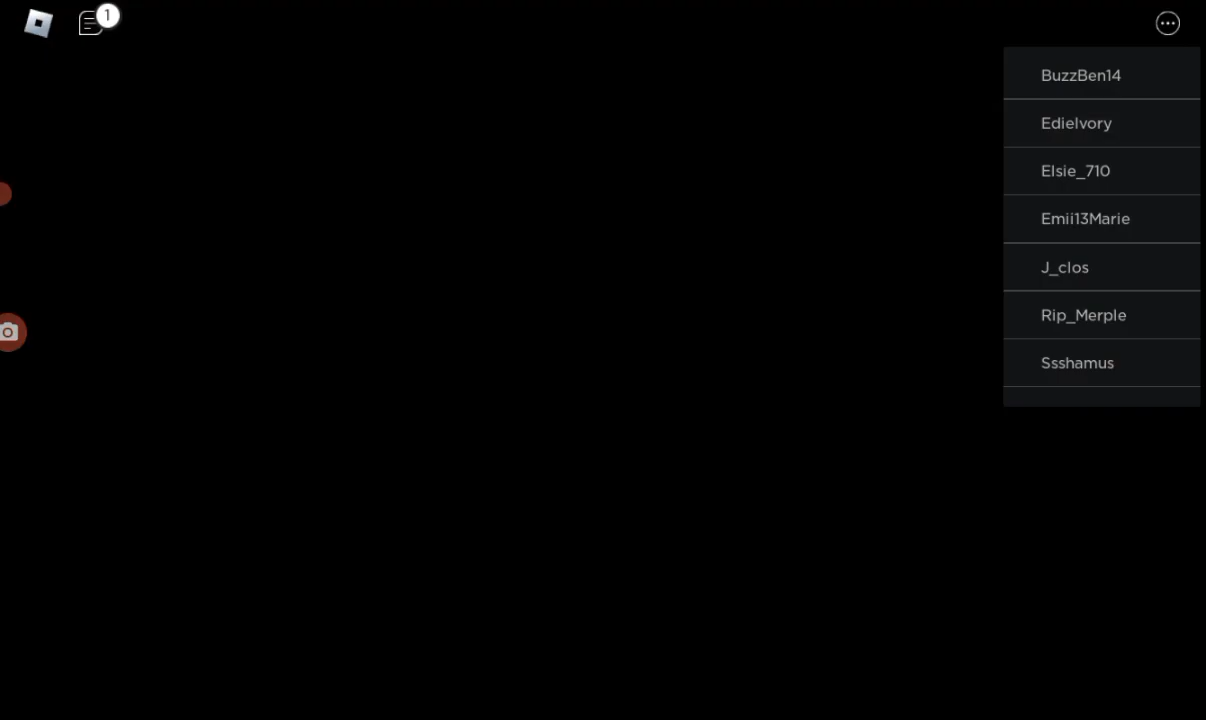 1
BuzzBen14
EdieIvory
Elsie_710
Emii13Marie
J_clos
Rip_Merple
Ssshamus